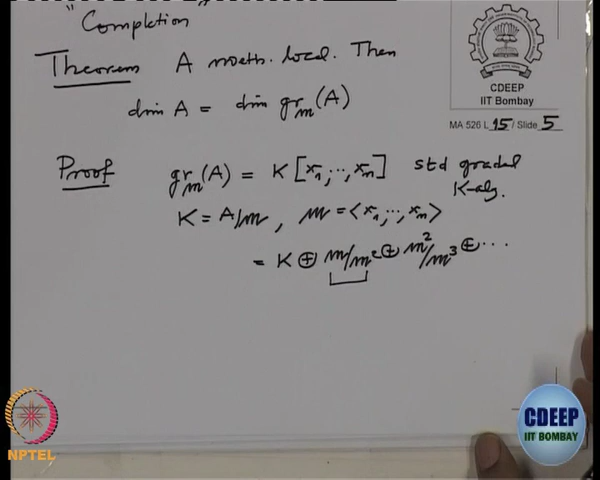 "Completion"
Theorem A noeth. local. Then
dim A = dim gr_m(A)
Proof gr_m(A) = K[x_1,..,x_n] std graded
K-alg.
K = A/m, m = <x_1,..,x_n>
= K ⊕ m/m^2 ⊕ m^2/m^3 ⊕ ...
CDEEP
IIT Bombay
MA 526 L 15 / Slide 5
NPTEL
CDEEP
IIT BOMBAY